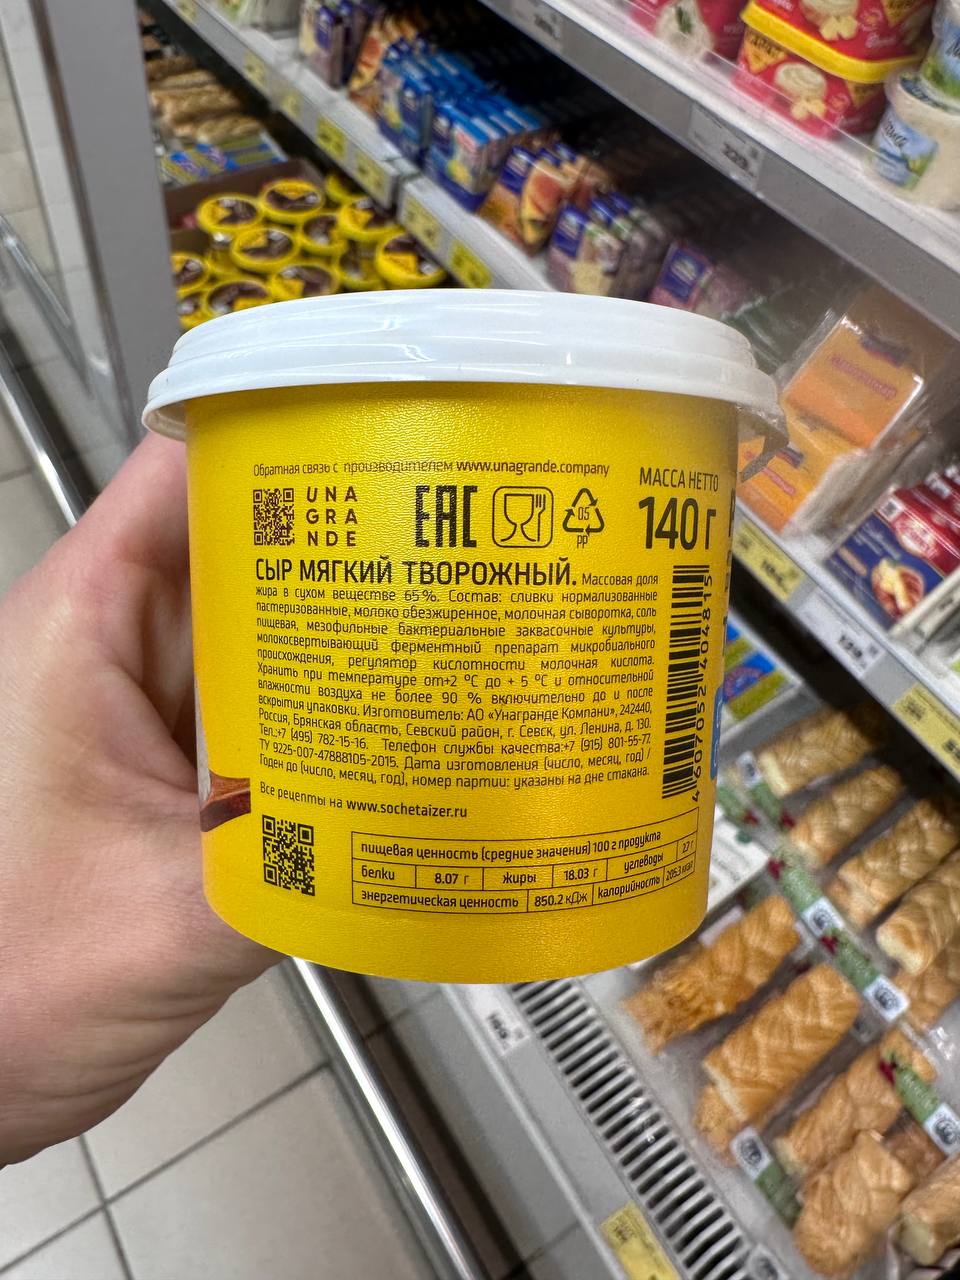 Обратная связь с производителем www.unagrande.company
UNA
GRA
NDE
EAC
05
PP
МАССА НЕТТО
140 г
СЫР МЯГКИЙ ТВОРОЖНЫЙ. Массовая доля
жира в сухом веществе 65%. Состав: сливки нормализованные
пастеризованные, молоко обезжиренное, молочная сыворотка, соль
пищевая, мезофильные бактериальные заквасочные культуры,
молокосвертывающий ферментный препарат микробиального
происхождения, регулятор кислотности молочная кислота.
Хранить при температуре от+2 °С до + 5 °С и относительной
влажности воздуха не более 90 % включительно до и после
вскрытия упаковки. Изготовитель: АО «Унагранде Компани», 242440,
Россия, Брянская область, Севский район, г. Севск, ул. Ленина, д. 130.
Тел.:+7 (495) 782-15-16. Телефон службы качества:+7 (915) 801-55-77.
ТУ 9225-007-47888105-2015. Дата изготовления (число, месяц, год) /
Годен до (число, месяц, год), номер партии: указаны на дне стакана.
4607052404815
Все рецепты на www.sochetaizer.ru
пищевая ценность (средние значения) 100 г продукта
белки 8.07 г жиры 18.03 г углеводы 2.7 г
энергетическая ценность 850.2 кДж калорийность 205.3 ккал